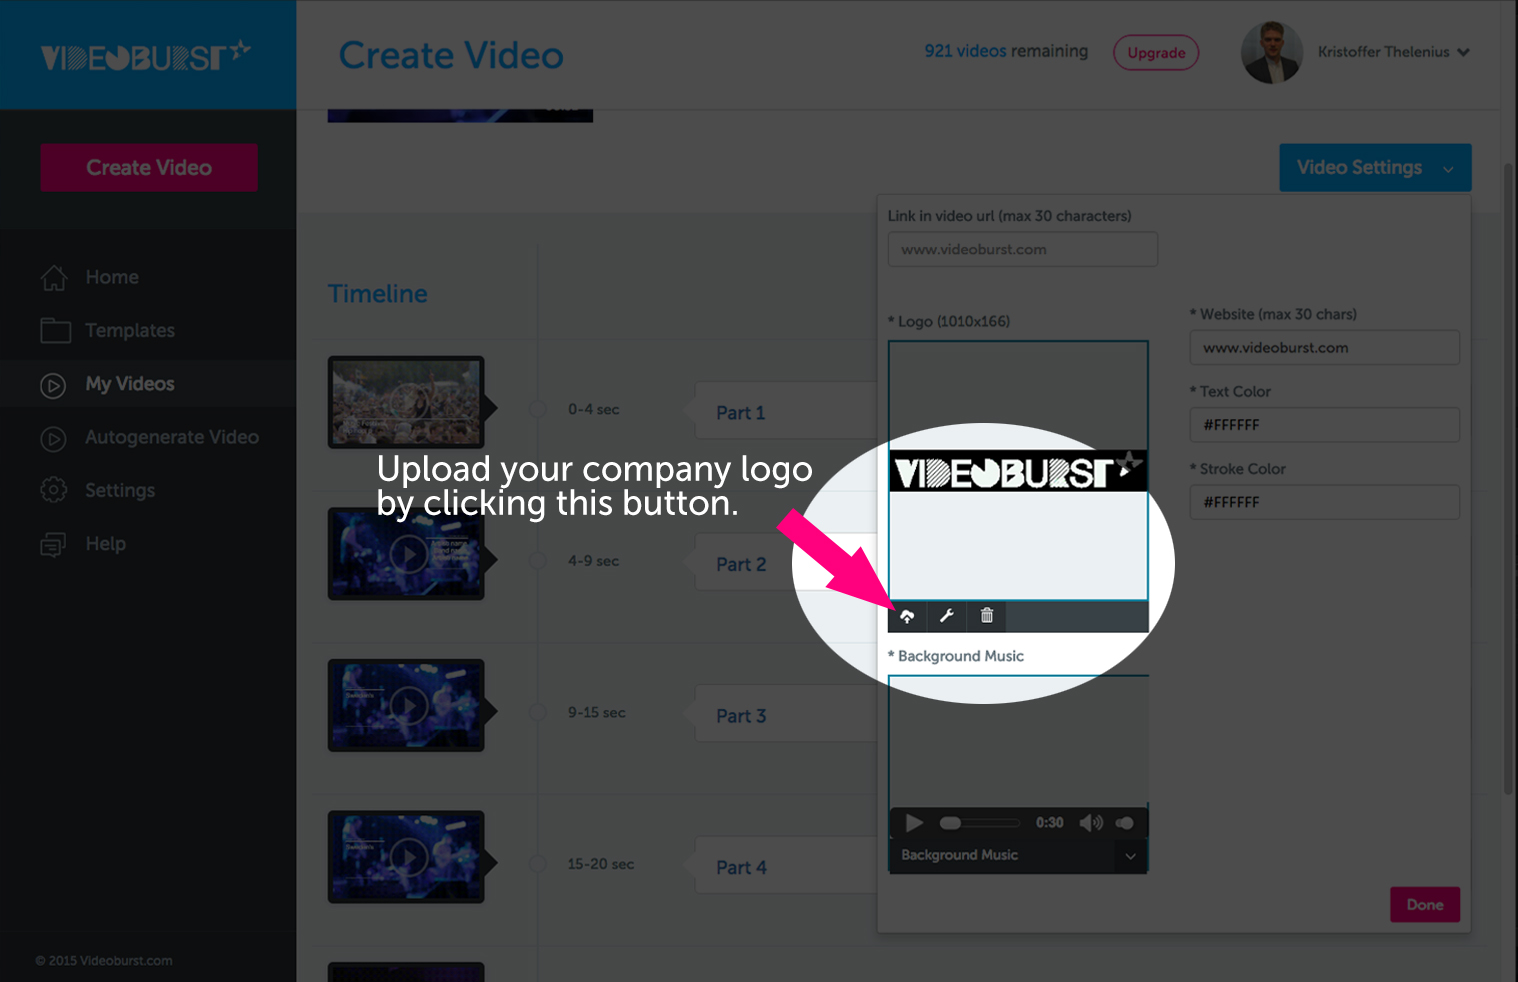 VIDEOBURST
Create Video
921 videos remaining
Upgrade
Kristoffer Thelenius
Create Video
Video Settings
Home
Templates
My Videos
Autogenerate Video
Settings
Help
© 2015 Videoburst.com
Timeline
0-4 sec
Part 1
Upload your company logo
by clicking this button.
4-9 sec
Part 2
9-15 sec
Part 3
15-20 sec
Part 4
Link in video url (max 30 characters)
www.videoburst.com
* Logo (1010x166)
VIDEOBURST
* Background Music
0:30
Background Music
* Website (max 30 chars)
www.videoburst.com
* Text Color
#FFFFFF
* Stroke Color
#FFFFFF
Done